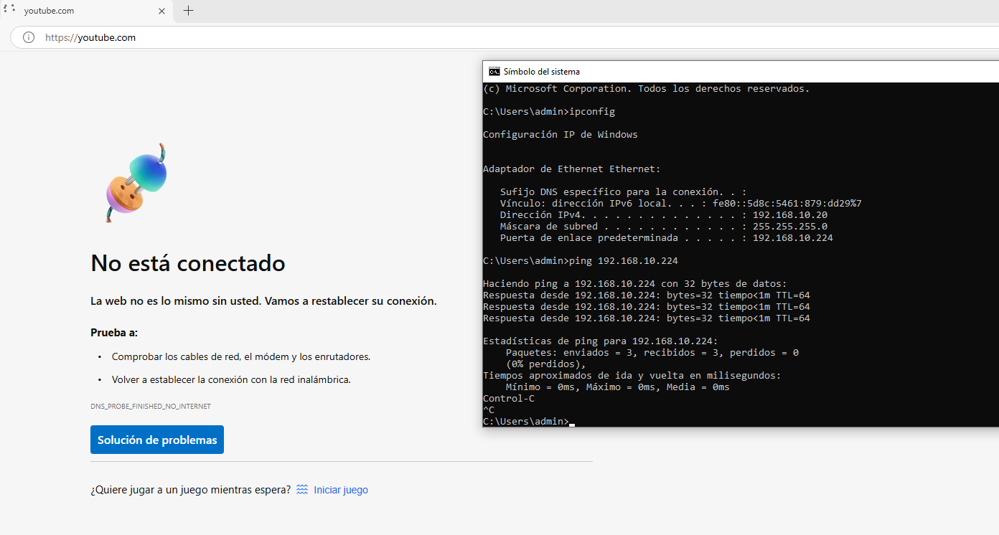 youtube.com
https://youtube.com
No está conectado
La web no es lo mismo sin usted. Vamos a restablecer su conexión.
Prueba a:
• Comprobar los cables de red, el módem y los enrutadores.
• Volver a establecer la conexión con la red inalámbrica.
DNS_PROBE_FINISHED_NO_INTERNET
Solución de problemas
¿Quiere jugar a un juego mientras espera? Iniciar juego
Símbolo del sistema
(c) Microsoft Corporation. Todos los derechos reservados.
C:\Users\admin>ipconfig
Configuración IP de Windows
Adaptador de Ethernet Ethernet:
Sufijo DNS específico para la conexión. . :
Vínculo: dirección IPv6 local. . . : fe80::5d8c:5461:879:dd29%7
Dirección IPv4. . . . . . . . . . . . . . : 192.168.10.20
Máscara de subred . . . . . . . . . . . . : 255.255.255.0
Puerta de enlace predeterminada . . . . . : 192.168.10.224
C:\Users\admin>ping 192.168.10.224
Haciendo ping a 192.168.10.224 con 32 bytes de datos:
Respuesta desde 192.168.10.224: bytes=32 tiempo<1m TTL=64
Respuesta desde 192.168.10.224: bytes=32 tiempo<1m TTL=64
Respuesta desde 192.168.10.224: bytes=32 tiempo<1m TTL=64
Estadísticas de ping para 192.168.10.224:
Paquetes: enviados = 3, recibidos = 3, perdidos = 0
(0% perdidos),
Tiempos aproximados de ida y vuelta en milisegundos:
Mínimo = 0ms, Máximo = 0ms, Media = 0ms
Control-C
^C
C:\Users\admin>